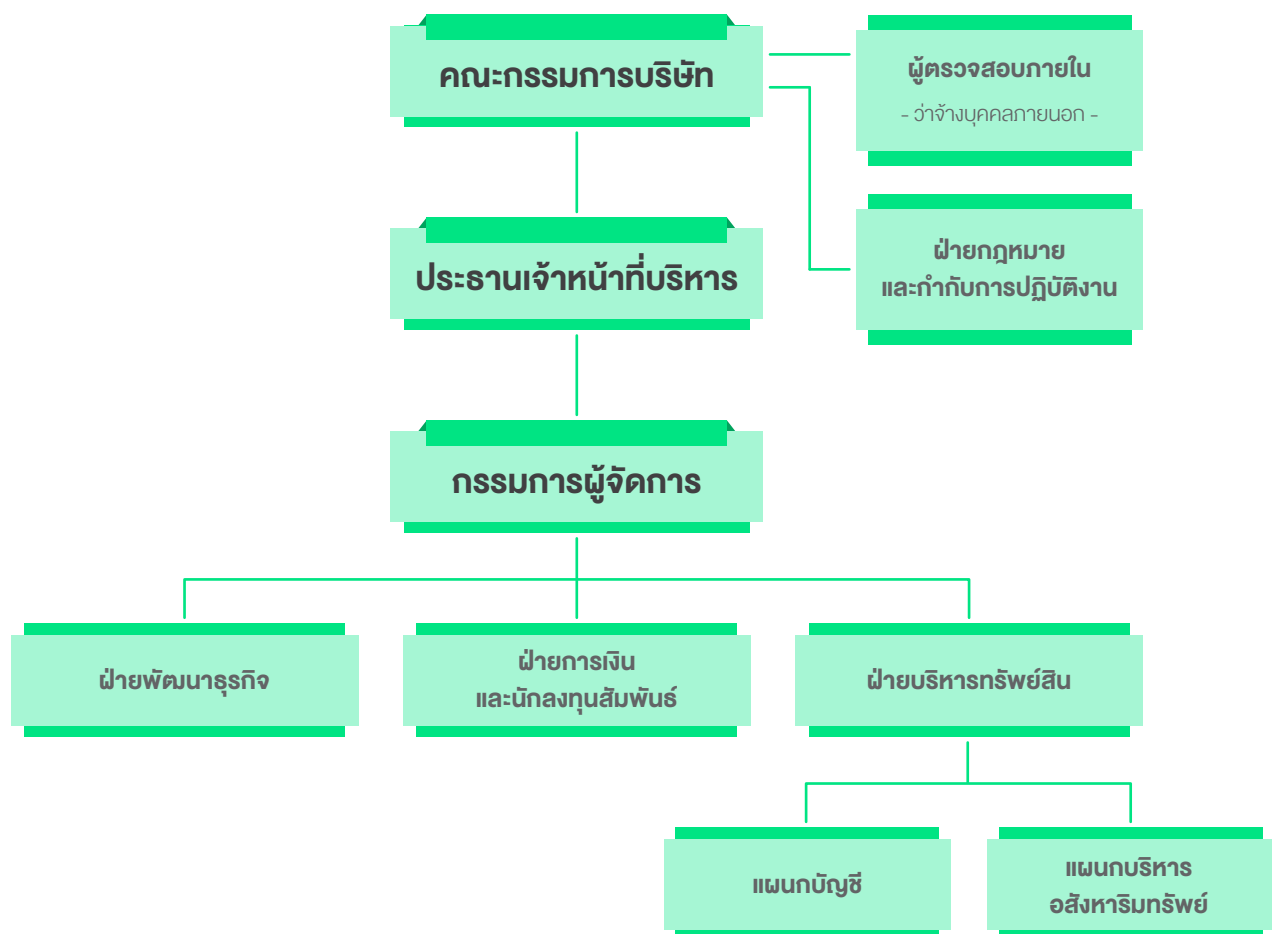 คณะกรรมการบริษัท
ผู้ตรวจสอบภายใน
- ว่าจ้างบุคคลภายนอก -
ประธานเจ้าหน้าที่บริหาร
ฝ่ายกฎหมาย
และกำกับการปฏิบัติงาน
กรรมการผู้จัดการ
ฝ่ายพัฒนาธุรกิจ
ฝ่ายการเงิน
และนักลงทุนสัมพันธ์
ฝ่ายบริหารทรัพย์สิน
แผนกบัญชี
แผนกบริหาร
อสังหาริมทรัพย์